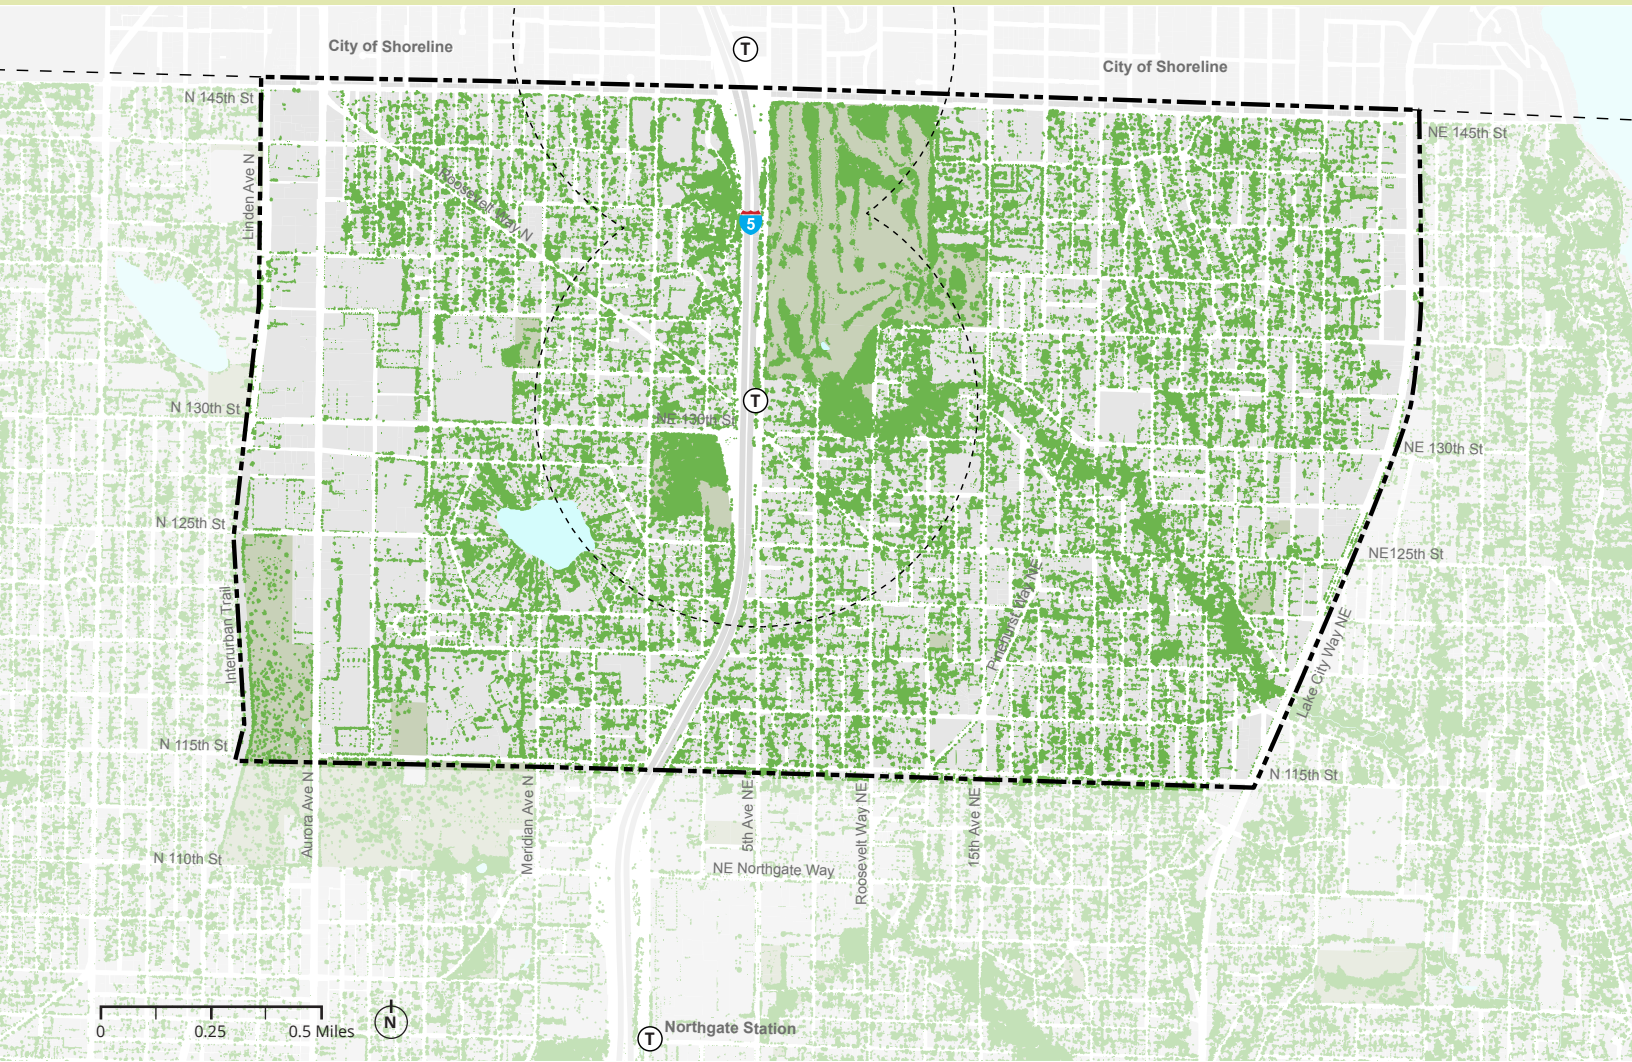 City of Shoreline
T
City of Shoreline
N 145th St
NE 145th St
Linden Ave N
Roosevelt Way N
5
N 130th St
T
NE 130th St
NE 130th St
N 125th St
NE125th St
Interurban Trail
Pinehurst Way NE
Lake City Way NE
N 115th St
N 115th St
Aurora Ave N
Meridian Ave N
5th Ave NE
Roosevelt Way NE
15th Ave NE
N 110th St
NE Northgate Way
0 0.25 0.5 Miles
N
T Northgate Station